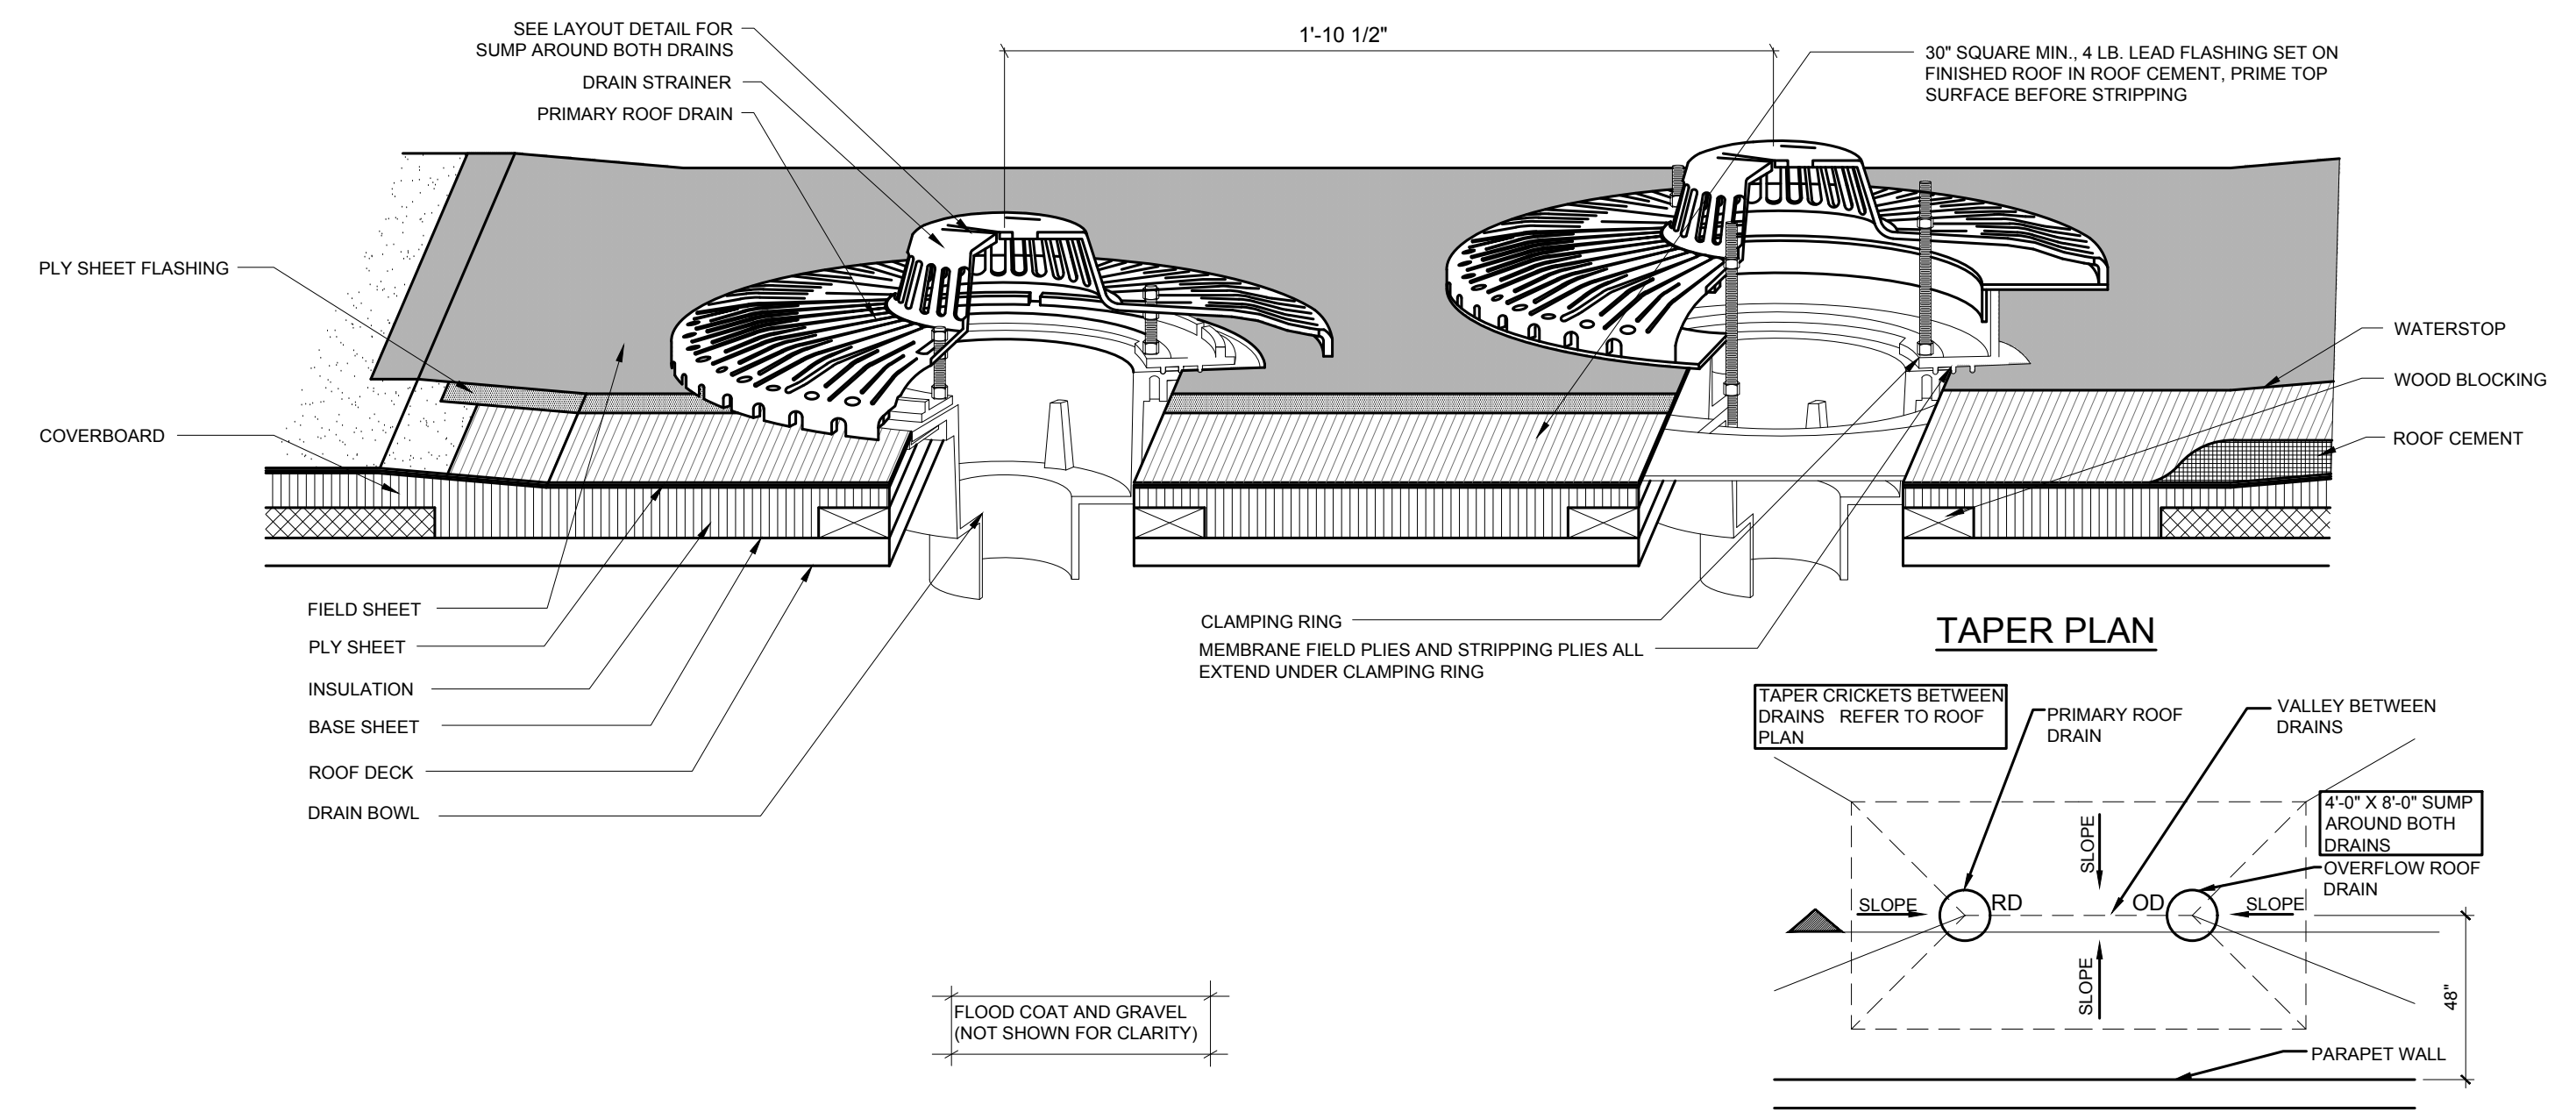 SEE LAYOUT DETAIL FOR
SUMP AROUND BOTH DRAINS
DRAIN STRAINER
PRIMARY ROOF DRAIN
1'-10 1/2"
30" SQUARE MIN., 4 LB. LEAD FLASHING SET ON
FINISHED ROOF IN ROOF CEMENT, PRIME TOP
SURFACE BEFORE STRIPPING
PLY SHEET FLASHING
COVERBOARD
WATERSTOP
WOOD BLOCKING
ROOF CEMENT
FIELD SHEET
PLY SHEET
INSULATION
BASE SHEET
ROOF DECK
DRAIN BOWL
CLAMPING RING
MEMBRANE FIELD PLIES AND STRIPPING PLIES ALL
EXTEND UNDER CLAMPING RING
TAPER PLAN
TAPER CRICKETS BETWEEN
DRAINS REFER TO ROOF
PLAN
PRIMARY ROOF
DRAIN
VALLEY BETWEEN
DRAINS
4'-0" X 8'-0" SUMP
AROUND BOTH
DRAINS
OVERFLOW ROOF
DRAIN
SLOPE
SLOPE
RD
OD
SLOPE
SLOPE
48"
PARAPET WALL
FLOOD COAT AND GRAVEL
(NOT SHOWN FOR CLARITY)